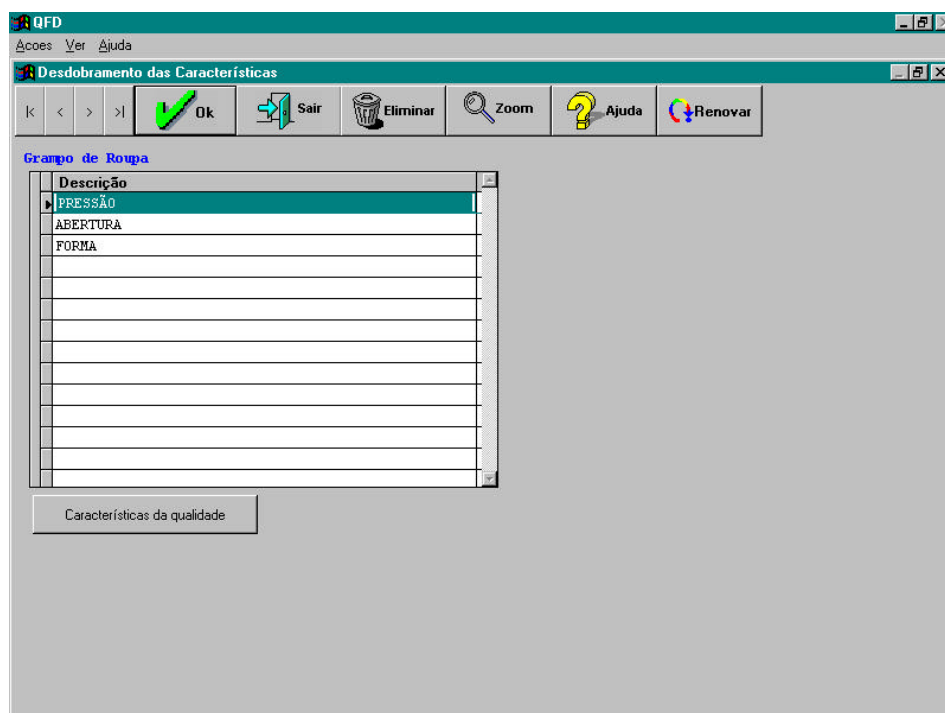 QFD
Acoes Ver Ajuda
Desdobramento das Características
Ok Sair Eliminar Zoom Ajuda Renovar
Grampo de Roupa
Descrição
PRESSÃO
ABERTURA
FORMA
Características da qualidade